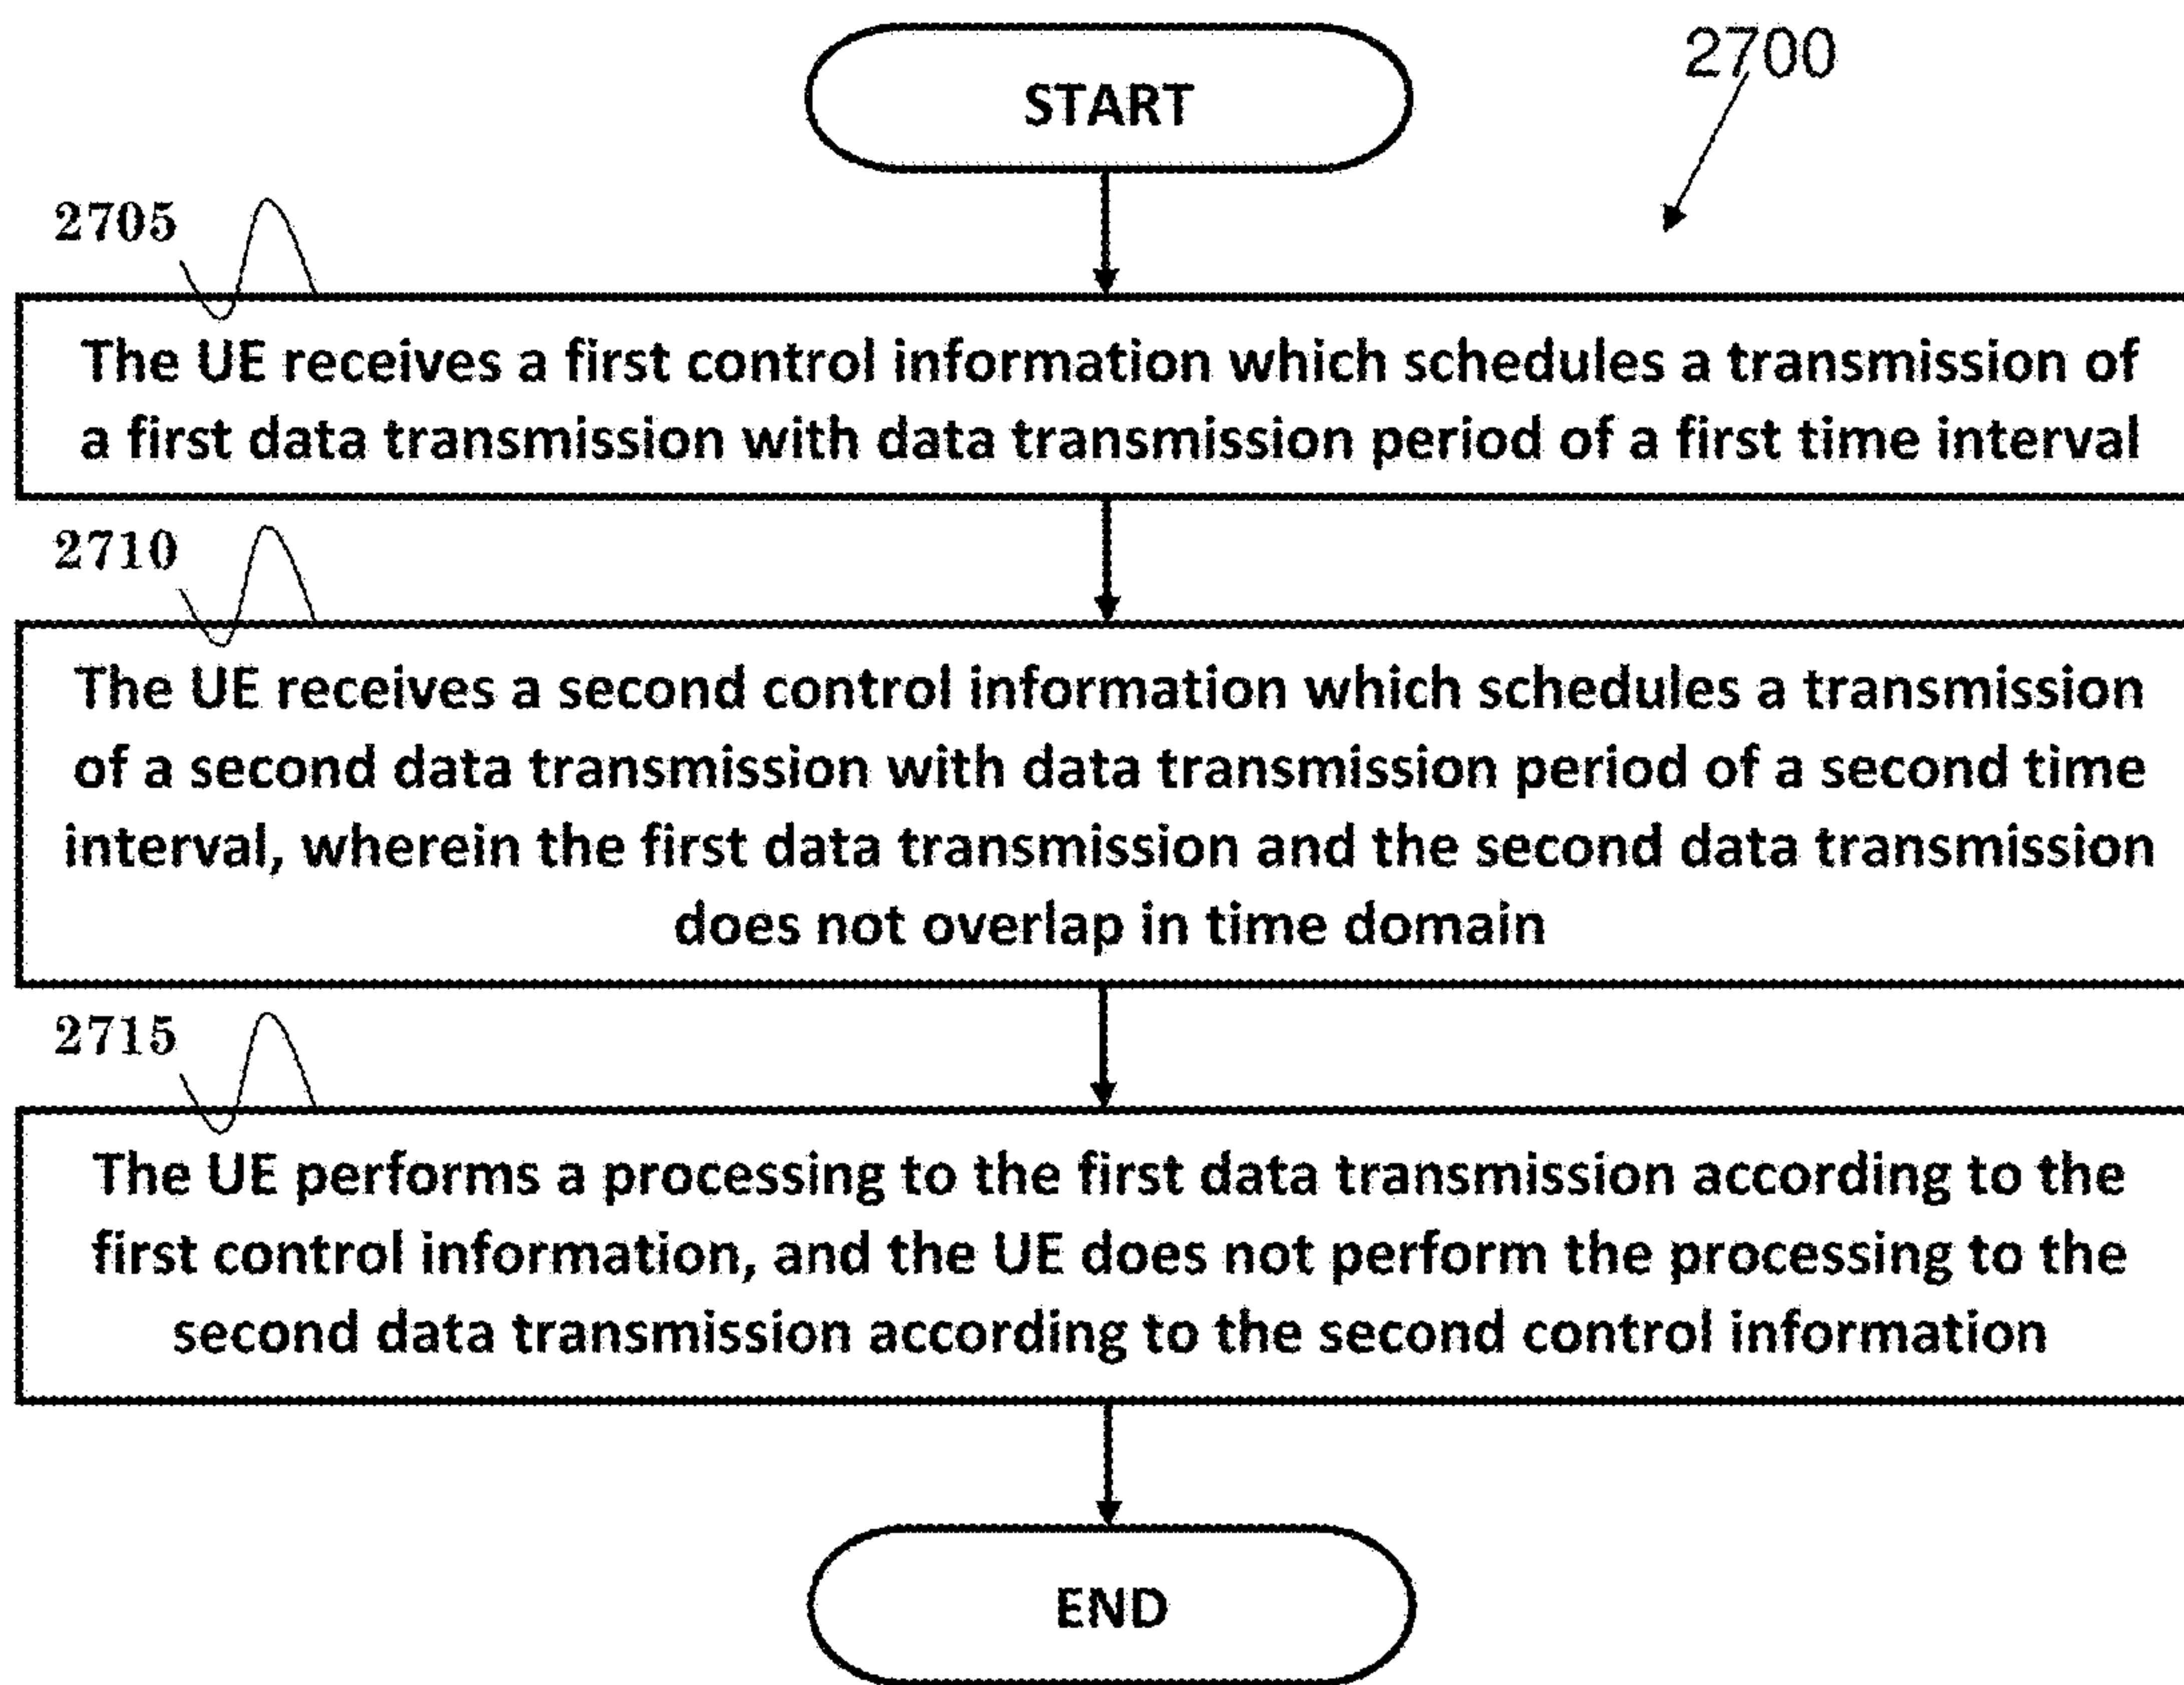 START
2700
2705
The UE receives a first control information which schedules a transmission of
a first data transmission with data transmission period of a first time interval
2710
The UE receives a second control information which schedules a transmission
of a second data transmission with data transmission period of a second time
interval, wherein the first data transmission and the second data transmission
does not overlap in time domain
2715
The UE performs a processing to the first data transmission according to the
first control information, and the UE does not perform the processing to the
second data transmission according to the second control information
END